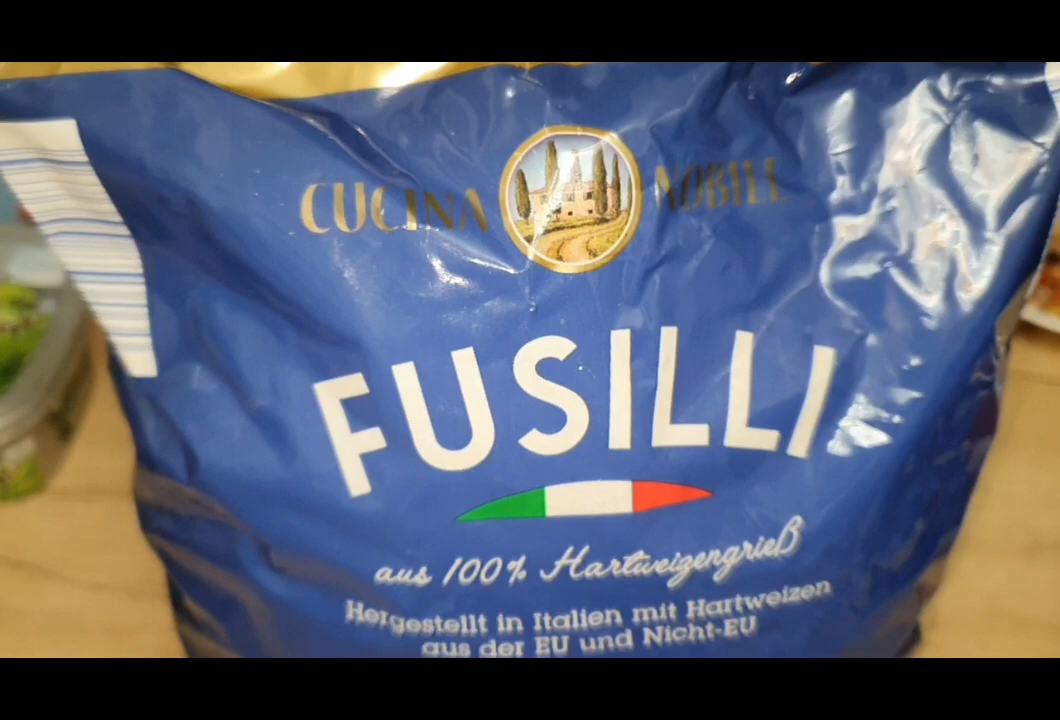 CUCINA NOBILE
FUSILLI
aus 100% Hartweizengrieß
Hergestellt in Italien mit Hartweizen
aus der EU und Nicht-EU